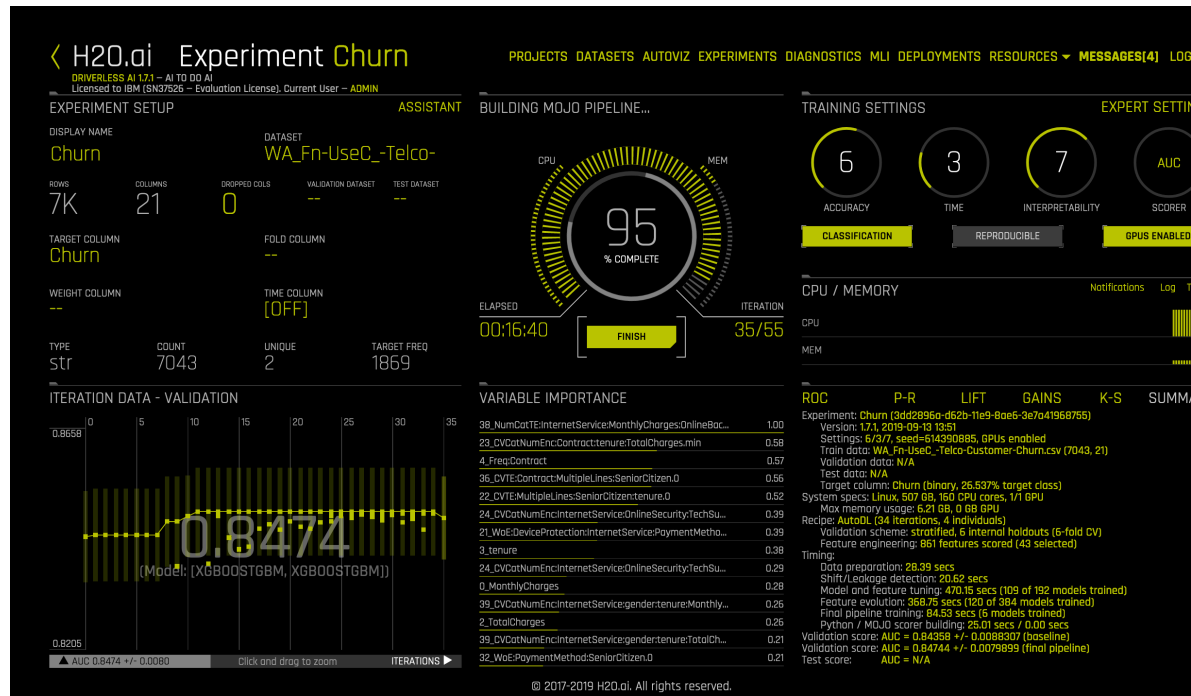 H2O.ai Experiment Churn
DRIVERLESS AI 1.7.1 – AI TO DO AI
Licensed to IBM (SN37526 – Evaluation License). Current User – ADMIN
PROJECTS DATASETS AUTOVIZ EXPERIMENTS DIAGNOSTICS MLI DEPLOYMENTS RESOURCES MESSAGES[4] LOG
EXPERIMENT SETUP
ASSISTANT
DISPLAY NAME
Churn
DATASET
WA_Fn-UseC_-Telco-
ROWS COLUMNS DROPPED COLS VALIDATION DATASET TEST DATASET
7K 21 0 -- --
TARGET COLUMN FOLD COLUMN
Churn --
WEIGHT COLUMN TIME COLUMN
-- [OFF]
TYPE COUNT UNIQUE TARGET FREQ
str 7043 2 1869
BUILDING MOJO PIPELINE...
CPU MEM
95
% COMPLETE
ELAPSED ITERATION
00:16:40 FINISH 35/55
TRAINING SETTINGS EXPERT SETTIN
6 3 7 AUC
ACCURACY TIME INTERPRETABILITY SCORER
CLASSIFICATION REPRODUCIBLE GPUS ENABLED
CPU / MEMORY Notifications Log T
CPU
MEM
ITERATION DATA - VALIDATION
0 5 10 15 20 25 30 35
0.8658
0.8474
(Model: [XGBOOSTGBM, XGBOOSTGBM])
0.8205
AUC 0.8474 +/- 0.0080 Click and drag to zoom ITERATIONS
VARIABLE IMPORTANCE
38_NumCatTE:InternetService:MonthlyCharges:OnlineBac... 1.00
23_CVCatNumEnc:Contract:tenure:TotalCharges.min 0.58
4_Freq:Contract 0.57
36_CVTE:Contract:MultipleLines:SeniorCitizen.0 0.56
22_CVTE:MultipleLines:SeniorCitizen:tenure.0 0.52
24_CVCatNumEnc:InternetService:OnlineSecurity:TechSu... 0.39
21_WoE:DeviceProtection:InternetService:PaymentMetho... 0.39
3_tenure 0.38
24_CVCatNumEnc:InternetService:OnlineSecurity:TechSu... 0.29
0_MonthlyCharges 0.28
39_CVCatNumEnc:InternetService:gender:tenure:Monthly... 0.26
2_TotalCharges 0.26
39_CVCatNumEnc:InternetService:gender:tenure:TotalCh... 0.21
32_WoE:PaymentMethod:SeniorCitizen.0 0.21
ROC P-R LIFT GAINS K-S SUMMA
Experiment: Churn (3dd2896a-d62b-11e9-8ae6-3e7a41968755)
Version: 1.7.1, 2019-09-13 13:51
Settings: 6/3/7, seed=614390885, GPUs enabled
Train data: WA_Fn-UseC_-Telco-Customer-Churn.csv (7043, 21)
Validation data: N/A
Test data: N/A
Target column: Churn (binary, 26.537% target class)
System specs: Linux, 507 GB, 160 CPU cores, 1/1 GPU
Max memory usage: 6.21 GB, 0 GB GPU
Recipe: AutoDL (34 iterations, 4 individuals)
Validation scheme: stratified, 6 internal holdouts (6-fold CV)
Feature engineering: 861 features scored (43 selected)
Timing:
Data preparation: 28.39 secs
Shift/Leakage detection: 20.62 secs
Model and feature tuning: 470.15 secs (109 of 192 models trained)
Feature evolution: 368.75 secs (120 of 384 models trained)
Final pipeline training: 84.53 secs (6 models trained)
Python / MOJO scorer building: 25.01 secs / 0.00 secs
Validation score: AUC = 0.84358 +/- 0.0088307 (baseline)
Validation score: AUC = 0.84744 +/- 0.0079899 (final pipeline)
Test score: AUC = N/A
© 2017-2019 H2O.ai. All rights reserved.